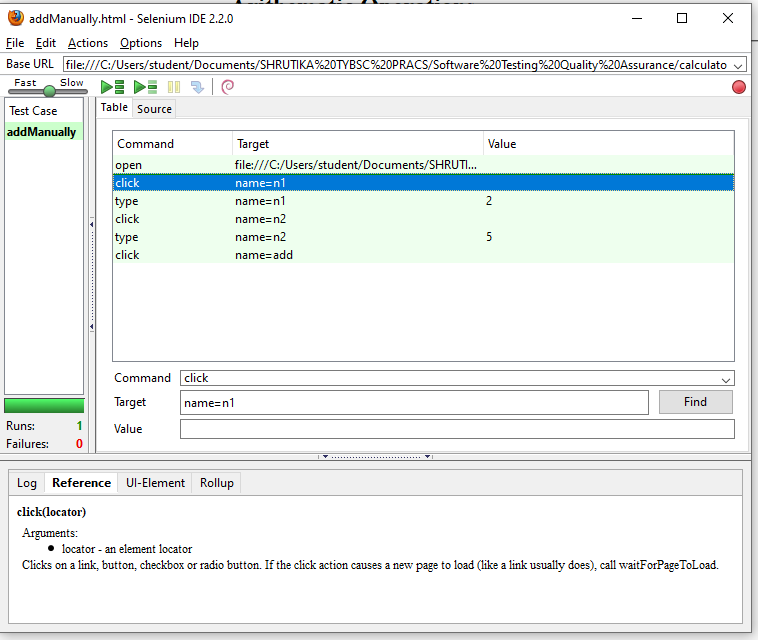 addManually.html - Selenium IDE 2.2.0
File Edit Actions Options Help
Base URL file:///C:/Users/student/Documents/SHRUTIKA%20TYBSC%20PRACS/Software%20Testing%20Quality%20Assurance/calculato
Fast Slow
Table Source
Test Case
addManually
Command Target Value
open file:///C:/Users/student/Documents/SHRUTI...
click name=n1
type name=n1 2
click name=n2
type name=n2 5
click name=add
Command click
Target name=n1 Find
Value
Runs: 1
Failures: 0
Log Reference UI-Element Rollup
click(locator)
Arguments:
• locator - an element locator
Clicks on a link, button, checkbox or radio button. If the click action causes a new page to load (like a link usually does), call waitForPageToLoad.